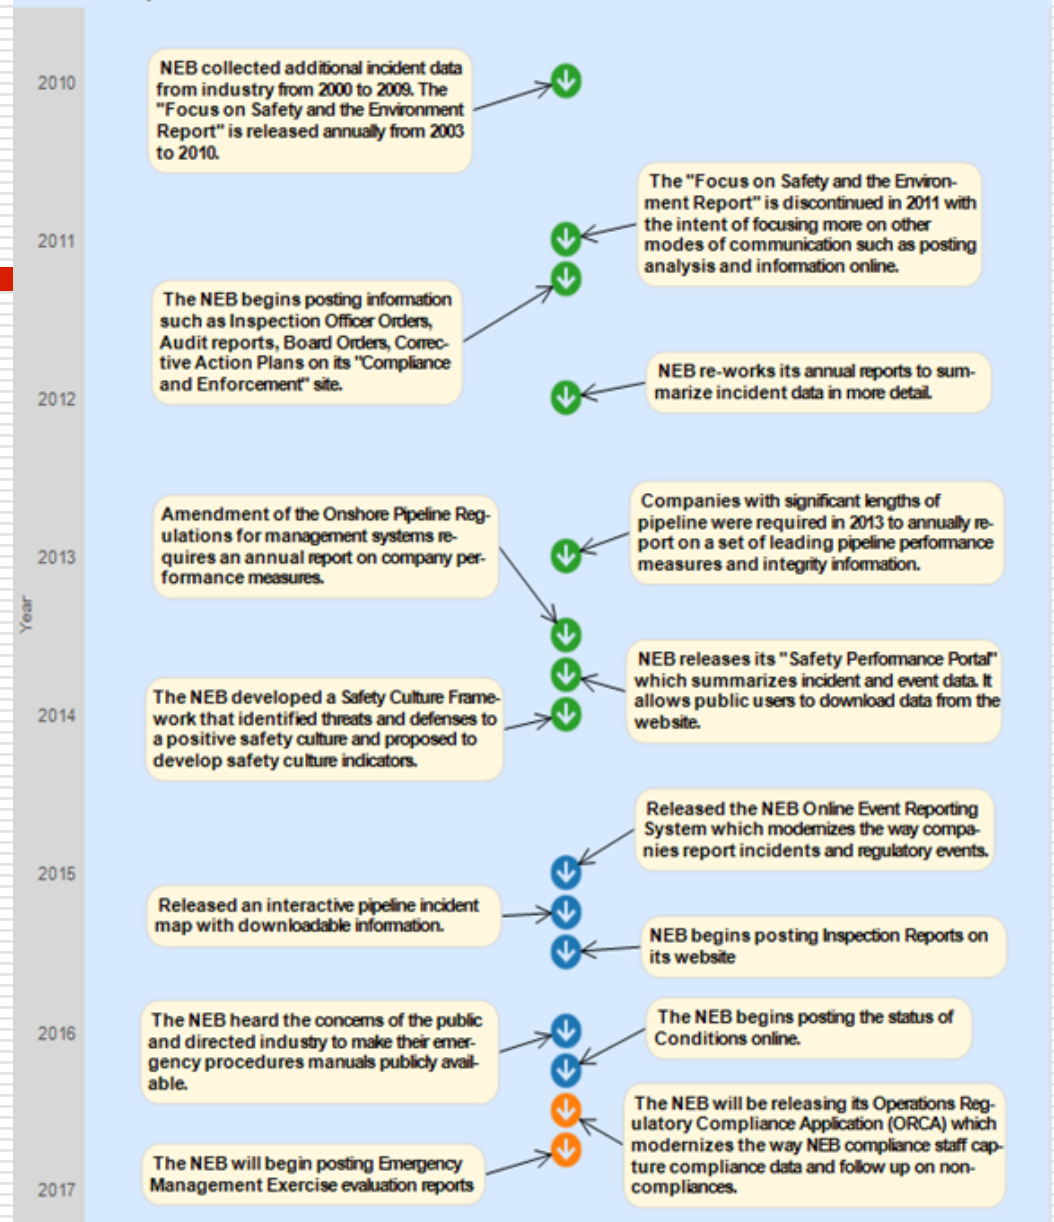 2010
NEB collected additional incident data
from industry from 2000 to 2009. The
"Focus on Safety and the Environment
Report" is released annually from 2003
to 2010.
The "Focus on Safety and the Environ-
ment Report" is discontinued in 2011 with
the intent of focusing more on other
modes of communication such as posting
analysis and information online.
2011
The NEB begins posting information
such as Inspection Officer Orders,
Audit reports, Board Orders, Correc-
tive Action Plans on its "Compliance
and Enforcement" site.
NEB re-works its annual reports to sum-
marize incident data in more detail.
2012
Companies with significant lengths of
pipeline were required in 2013 to annually re-
port on a set of leading pipeline performance
measures and integrity information.
Amendment of the Onshore Pipeline Reg-
ulations for management systems re-
quires an annual report on company per-
formance measures.
2013
Year
NEB releases its "Safety Performance Portal"
which summarizes incident and event data. It
allows public users to download data from the
website.
The NEB developed a Safety Culture Frame-
work that identified threats and defenses to
a positive safety culture and proposed to
develop safety culture indicators.
2014
Released the NEB Online Event Reporting
System which modernizes the way compa-
nies report incidents and regulatory events.
2015
Released an interactive pipeline incident
map with downloadable information.
NEB begins posting Inspection Reports on
its website
The NEB heard the concerns of the public
and directed industry to make their emer-
gency procedures manuals publicly avail-
able.
2016
The NEB begins posting the status of
Conditions online.
The NEB will be releasing its Operations Reg-
ulatory Compliance Application (ORCA) which
modernizes the way NEB compliance staff cap-
ture compliance data and follow up on non-
compliances.
The NEB will begin posting Emergency
Management Exercise evaluation reports
2017